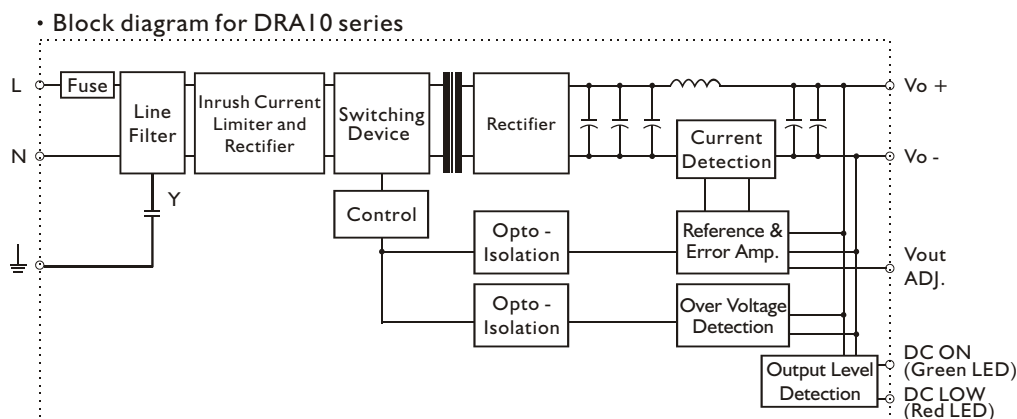 • Block diagram for DRA10 series
L
Fuse
Line
Filter
Inrush Current
Limiter and
Rectifier
Switching
Device
Rectifier
Vo +
N
Current
Detection
Vo -
Y
Control
Opto -
Isolation
Reference &
Error Amp.
Vout
ADJ.
Opto -
Isolation
Over Voltage
Detection
Output Level
Detection
DC ON
(Green LED)
DC LOW
(Red LED)